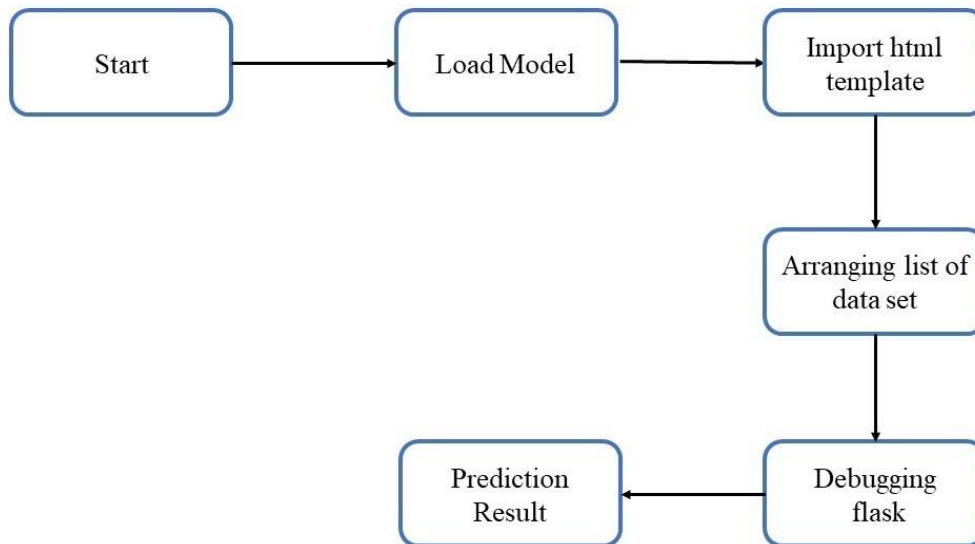 Start
Load Model
Import html
template
Arranging list of
data set
Debugging
flask
Prediction
Result